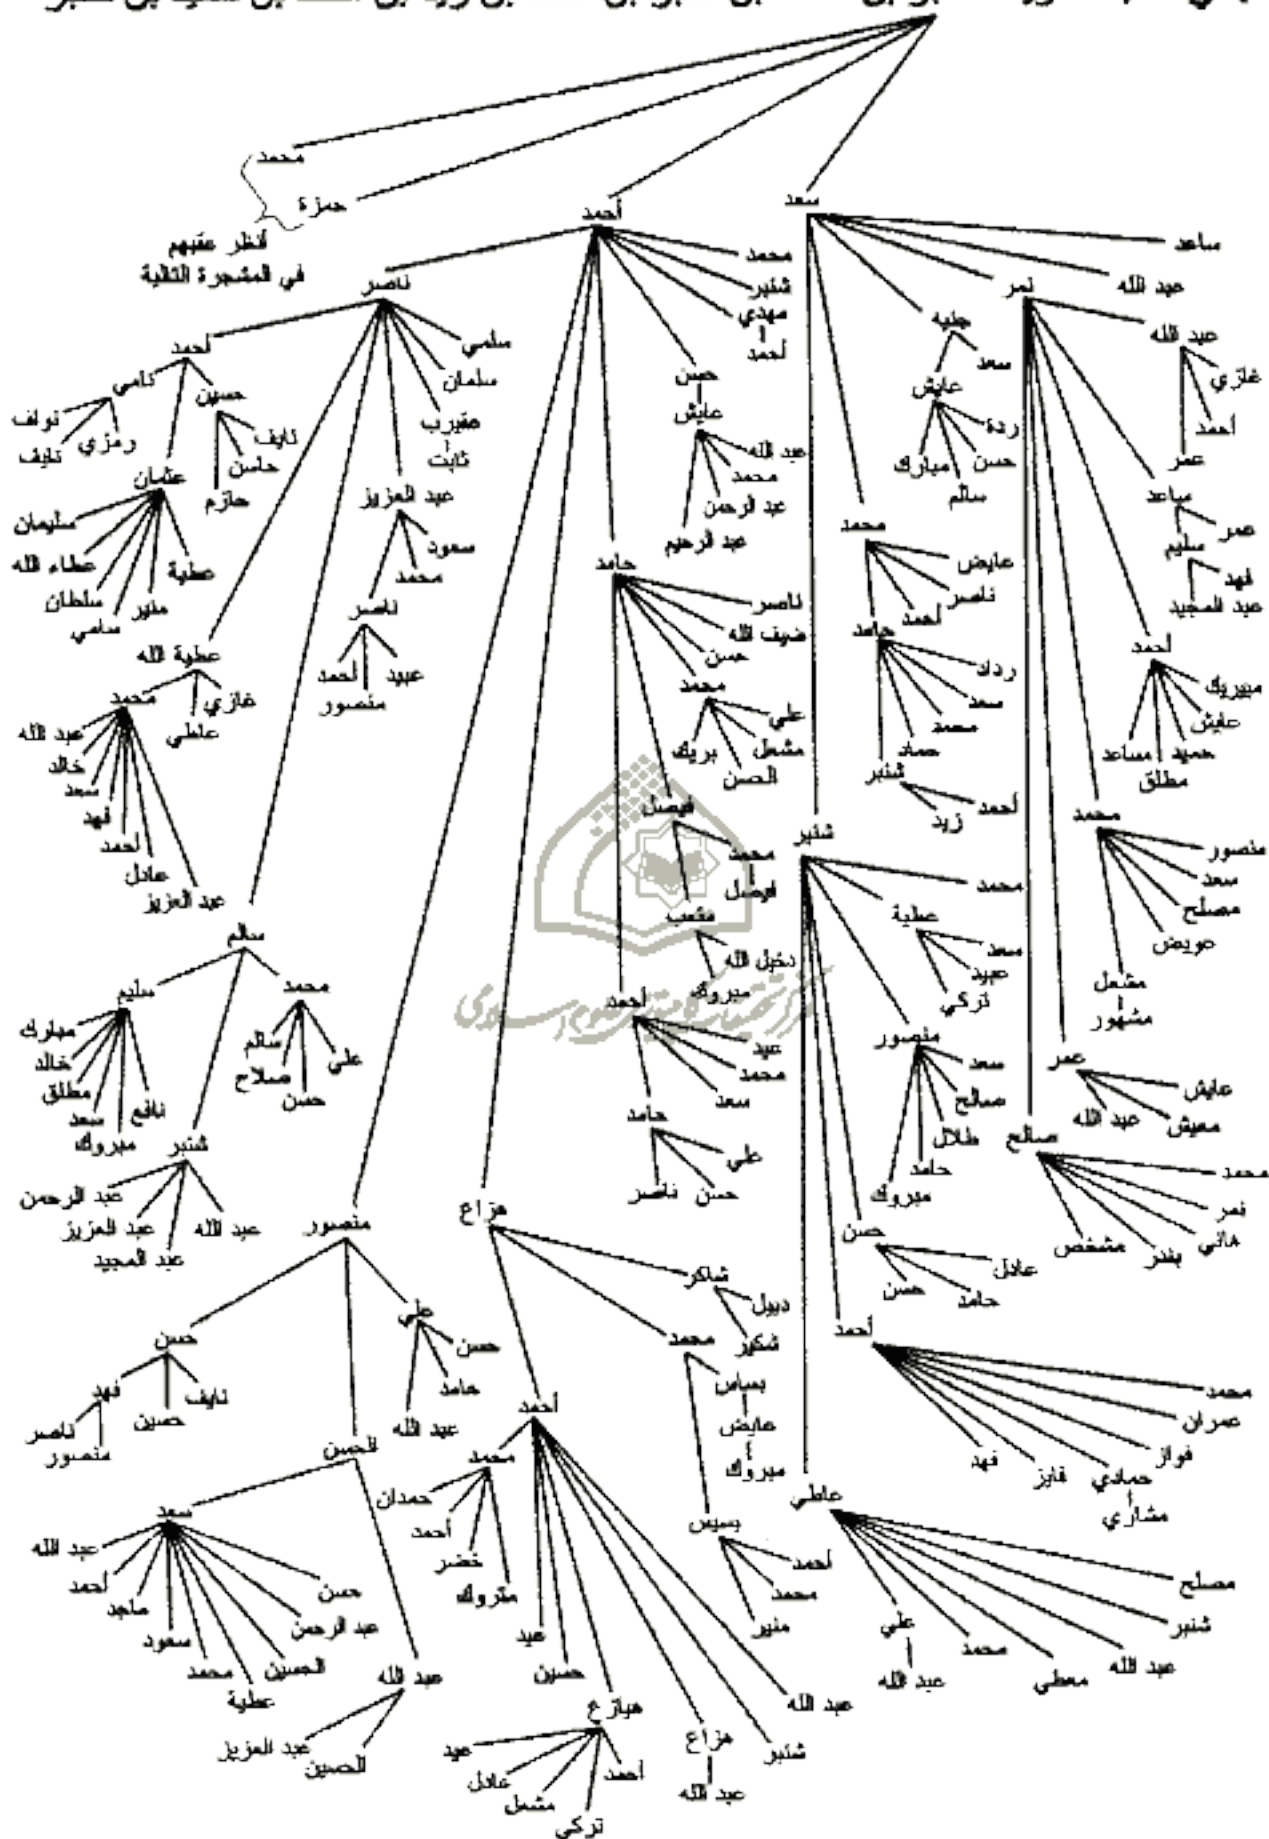 محمد
حمزة
أنظر عقبهم
في المشجرة التالية
أحمد
سعد
ساعد
عبد الله
نمر
عبد الله
غازي
أحمد
عمر
ساعد
عمر
سليم
فهد
عبد المجيد
أحمد
مبيريك
عايش
حميد
مطلق
مساعد
محمد
منصور
سعد
مصلح
عويض
مشعل
مشهور
عمر
عايش
معيش
عبد الله
صالح
محمد
نمر
هاني
بندر
مشخص
سعد
عايش
ردة
حسن
سالم
مبارك
محمد
عايض
ناصر
أحمد
حامد
ردك
سعد
محمد
حماد
شنبر
أحمد
زيد
شنبر
محمد
عطية
سعد
عبيد
تركي
منصور
سعد
صالح
طلال
حامد
مبروك
حسن
عادل
حامد
حسن
أحمد
محمد
عمران
فواز
حمادي
مشاري
فايز
فهد
عاطي
مصلح
شنبر
عبد الله
معطي
محمد
علي
عبد الله
محمد
شنبر
مهدي
أحمد
حسن
عايش
عبد الله
محمد
عبد الرحمن
عبد الرحيم
حامد
ناصر
ضيف الله
حسن
محمد
علي
مشعل
الحسن
بريك
فيصل
محمد
فيصل
دخيل الله
مبروك
أحمد
عيد
محمد
سعد
حامد
علي
حسن
ناصر
هزاع
شاكر
دبيل
شكير
محمد
بساس
عايض
مبروك
بسيس
أحمد
محمد
منير
أحمد
محمد
حمدان
أحمد
خضر
متروك
عيد
حسين
هبازع
عيد
عادل
مشعل
تركي
أحمد
هزاع
عبد الله
شنبر
عبد الله
منصور
علي
حسن
حامد
عبد الله
حسن
نايف
حسين
فهد
ناصر
منصور
الحسن
سعد
عبد الله
أحمد
ماجد
سعود
محمد
عطية
الحسين
عبد الرحمن
حسن
عبد الله
عبد العزيز
الحسين
ناصر
سلمي
سلمان
عقيرب
ثابت
عبد العزيز
سعود
محمد
ناصر
عبيد
منصور
أحمد
أحمد
نامي
نواف
نايف
رمزي
حسين
نايف
حاسن
حازم
عثمان
سليمان
عطاء الله
سلطان
سامي
منير
عطية
عطية الله
غازي
عاطي
محمد
عبد الله
خالد
سعد
فهد
أحمد
عادل
عبد العزيز
سالم
محمد
علي
حسن
صلاح
سالم
سليم
مبارك
خالد
مطلق
سعد
مبروك
نافع
شنبر
عبد الرحمن
عبد العزيز
عبد المجيد
عبد الله